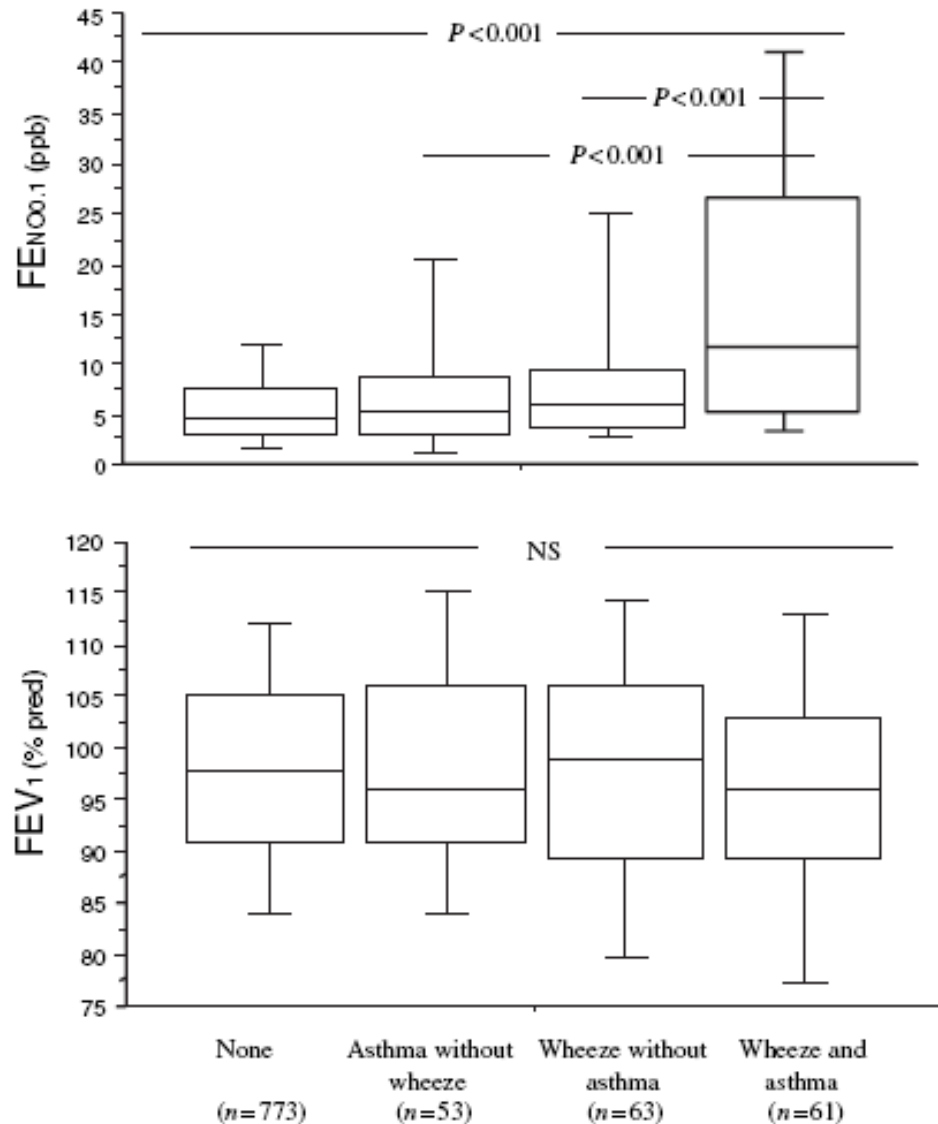 45
P<0.001
40
P<0.001
35
P<0.001
30
25
20
15
10
5
0
FENO0.1 (ppb)
120
NS
115
110
105
100
95
90
85
80
75
FEV1 (% pred)
None Asthma without Wheeze without Wheeze and
wheeze asthma asthma
(n=773) (n=53) (n=63) (n=61)